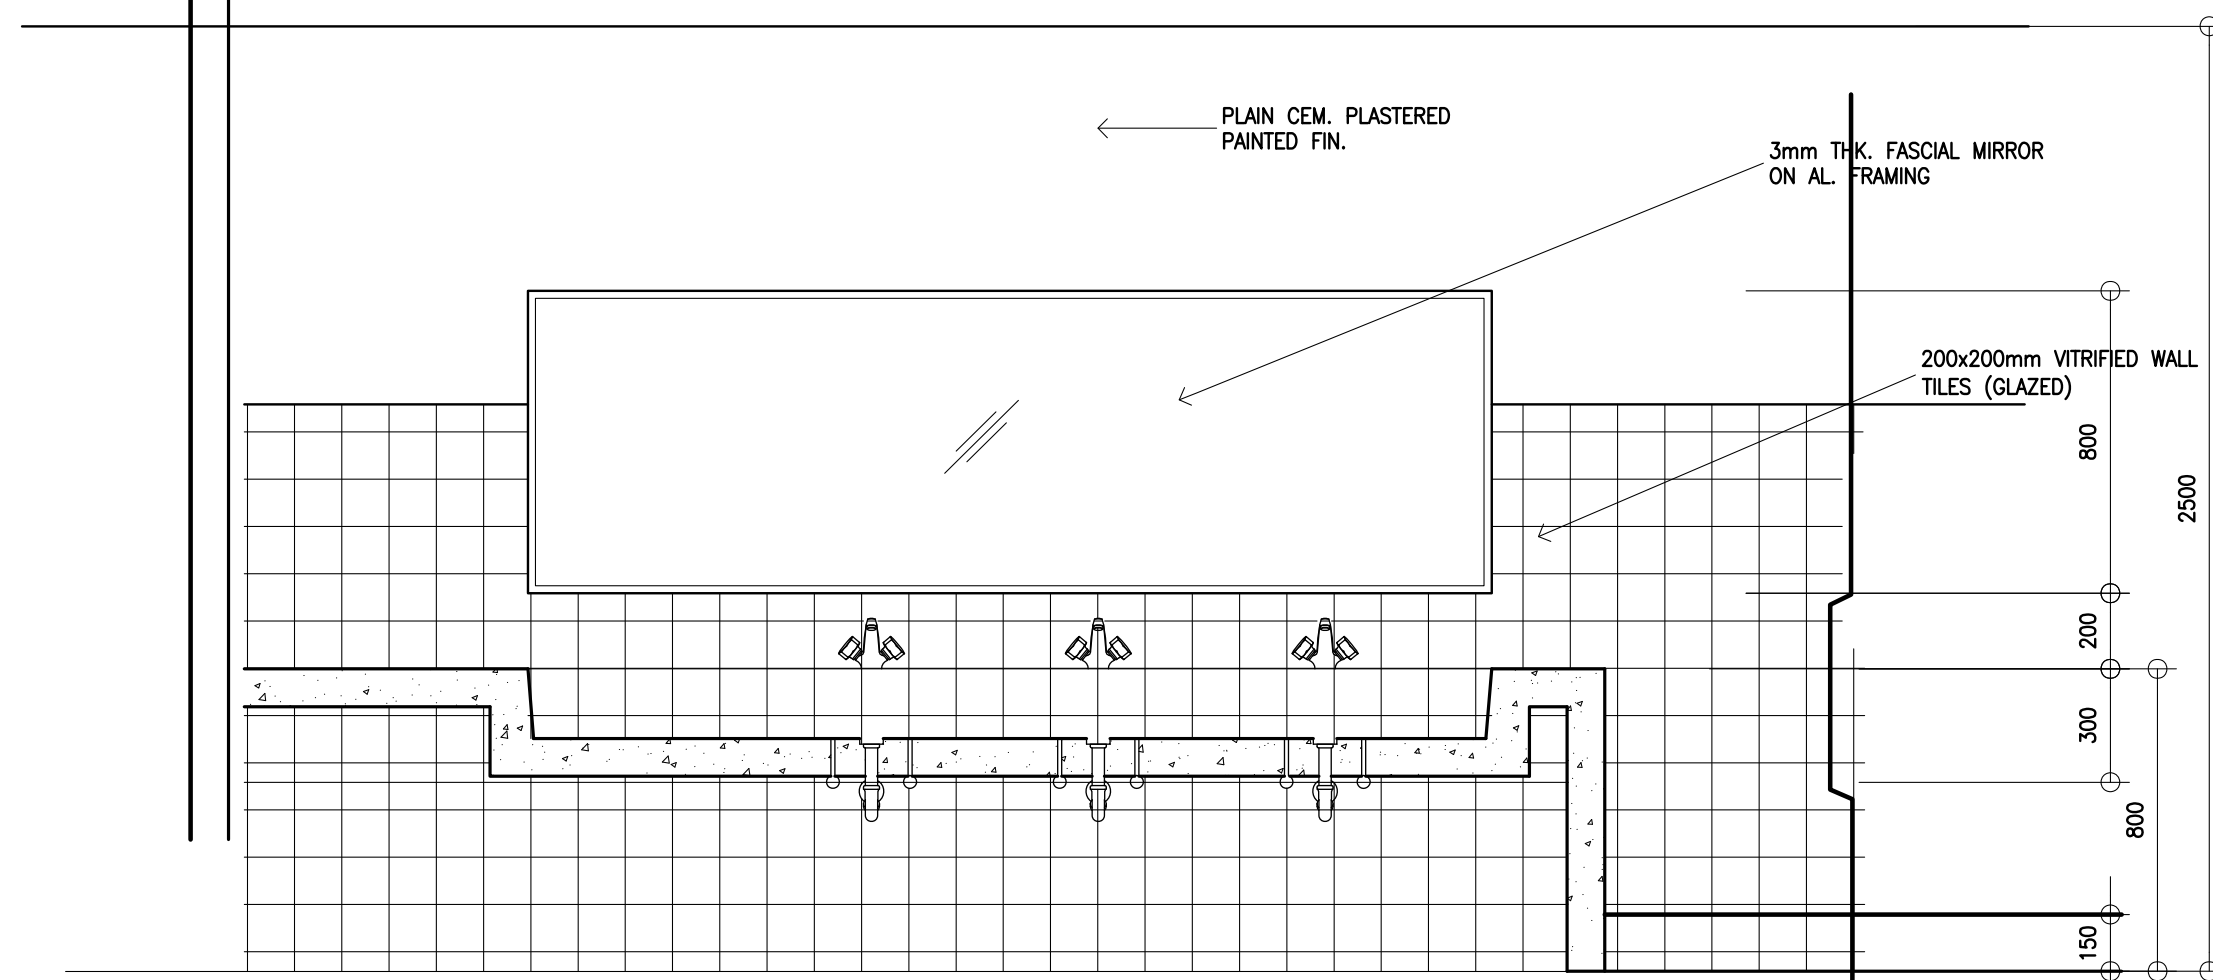 PLAIN CEM. PLASTERED
PAINTED FIN.
3mm THK. FASCIAL MIRROR
ON AL. FRAMING
200x200mm VITRIFIED WALL
TILES (GLAZED)
800
2500
200
300
800
150